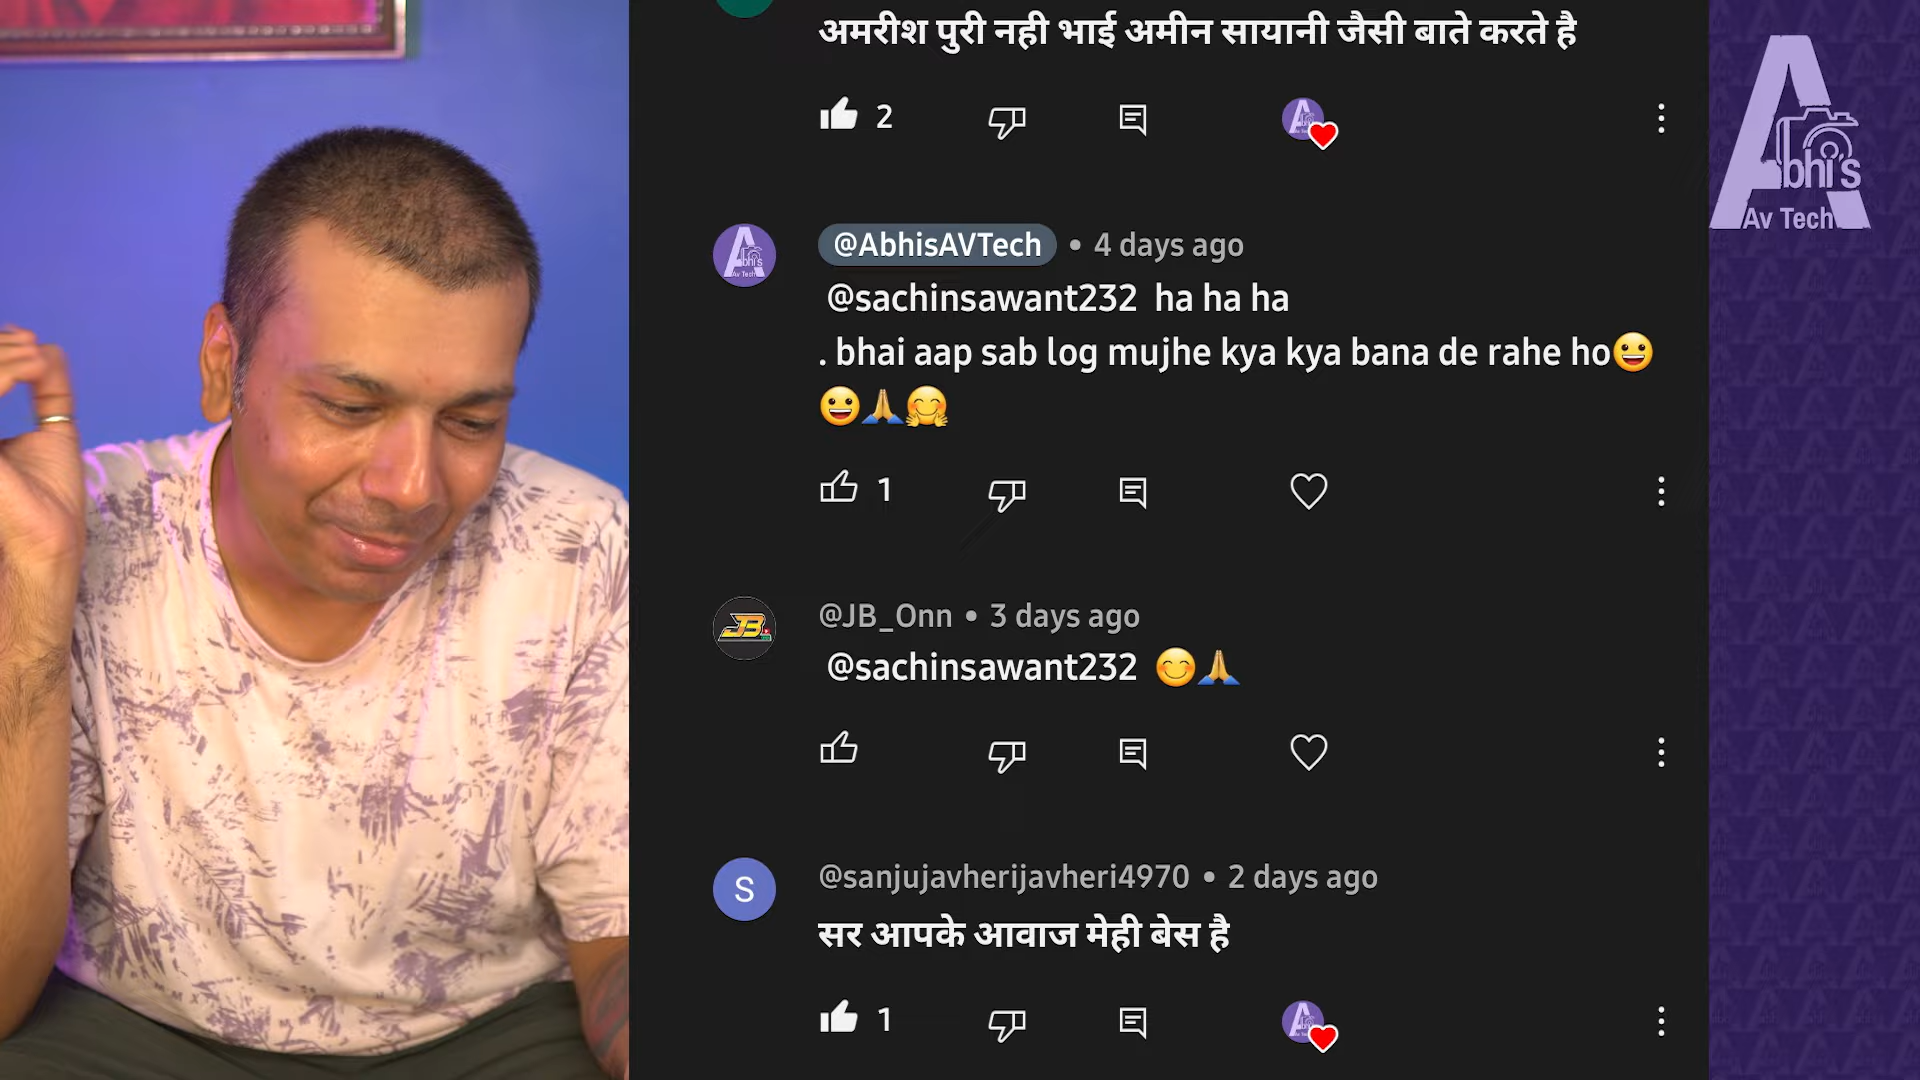 अमरीश पुरी नही भाई अमीन सायानी जैसी बाते करते है
2
@AbhisAVTech • 4 days ago
@sachinsawant232 ha ha ha
. bhai aap sab log mujhe kya kya bana de rahe ho😀
😀🙏🤗
1
@JB_Onn • 3 days ago
@sachinsawant232 😊🙏
S
@sanjujavherijavheri4970 • 2 days ago
सर आपके आवाज मेही बेस है
1
Abhi's
Av Tech